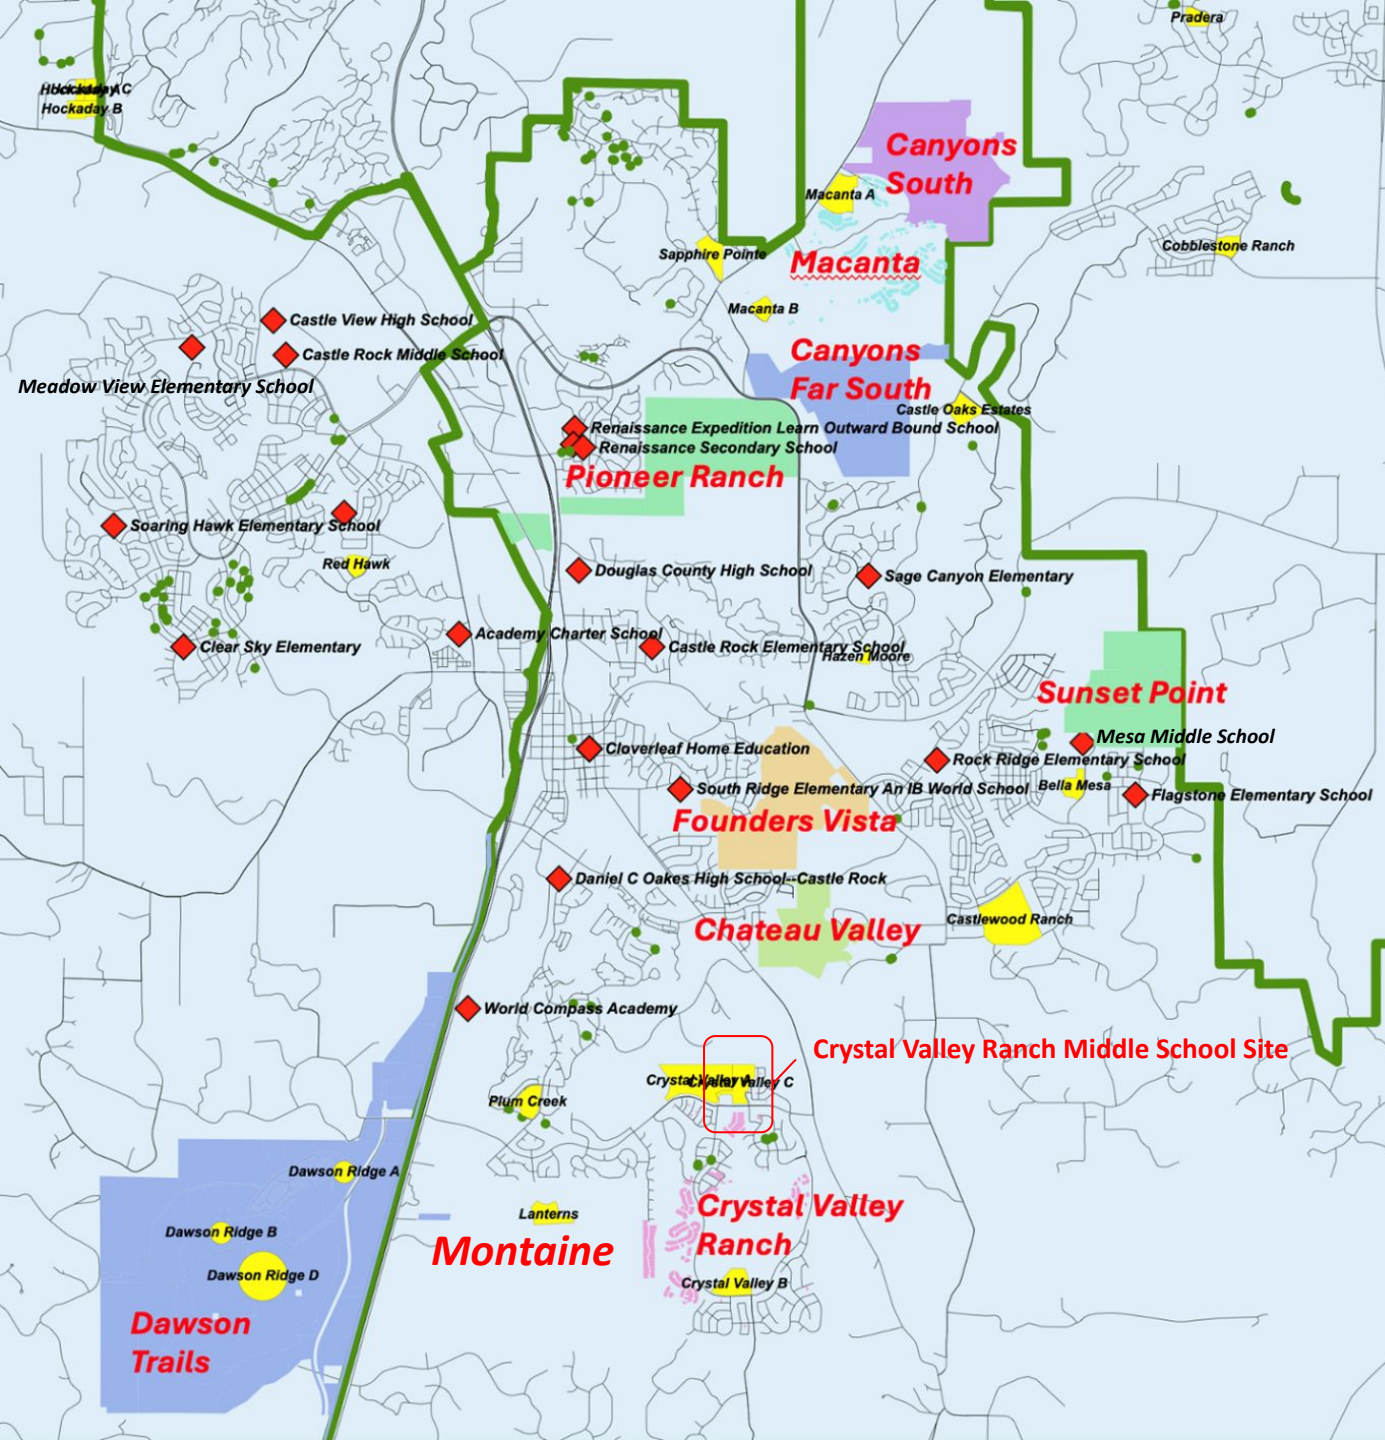 Pradera
Hockaday A
Hockaday C
Hockaday B
Canyons
South
Macanta A
Sapphire Pointe
Macanta
Cobblestone Ranch
Macanta B
Castle View High School
Castle Rock Middle School
Meadow View Elementary School
Canyons
Far South
Castle Oaks Estates
Renaissance Expedition Learn Outward Bound School
Renaissance Secondary School
Pioneer Ranch
Soaring Hawk Elementary School
Red Hawk
Douglas County High School
Sage Canyon Elementary
Academy Charter School
Clear Sky Elementary
Castle Rock Elementary School
Hazen Moore
Sunset Point
Mesa Middle School
Cloverleaf Home Education
Rock Ridge Elementary School
South Ridge Elementary An IB World School
Bella Mesa
Flagstone Elementary School
Founders Vista
Daniel C Oakes High School--Castle Rock
Chateau Valley
Castlewood Ranch
World Compass Academy
Crystal Valley Ranch Middle School Site
Crystal Valley A
Crystal Valley C
Plum Creek
Dawson Ridge A
Lanterns
Crystal Valley
Ranch
Dawson Ridge B
Montaine
Dawson Ridge D
Crystal Valley B
Dawson
Trails